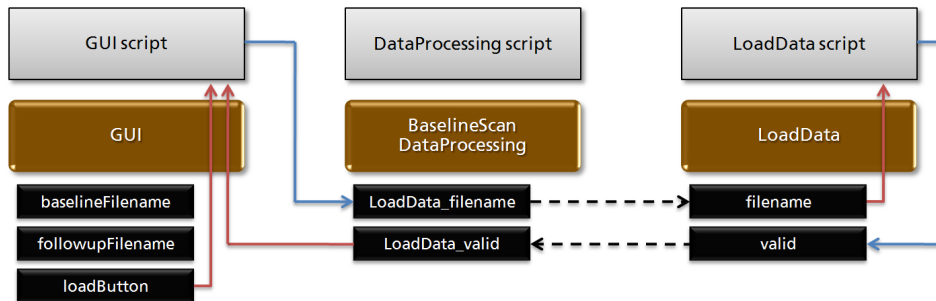 GUI script
DataProcessing script
LoadData script
GUI
BaselineScan
DataProcessing
LoadData
baselineFilename
LoadData_filename
filename
followupFilename
LoadData_valid
valid
loadButton